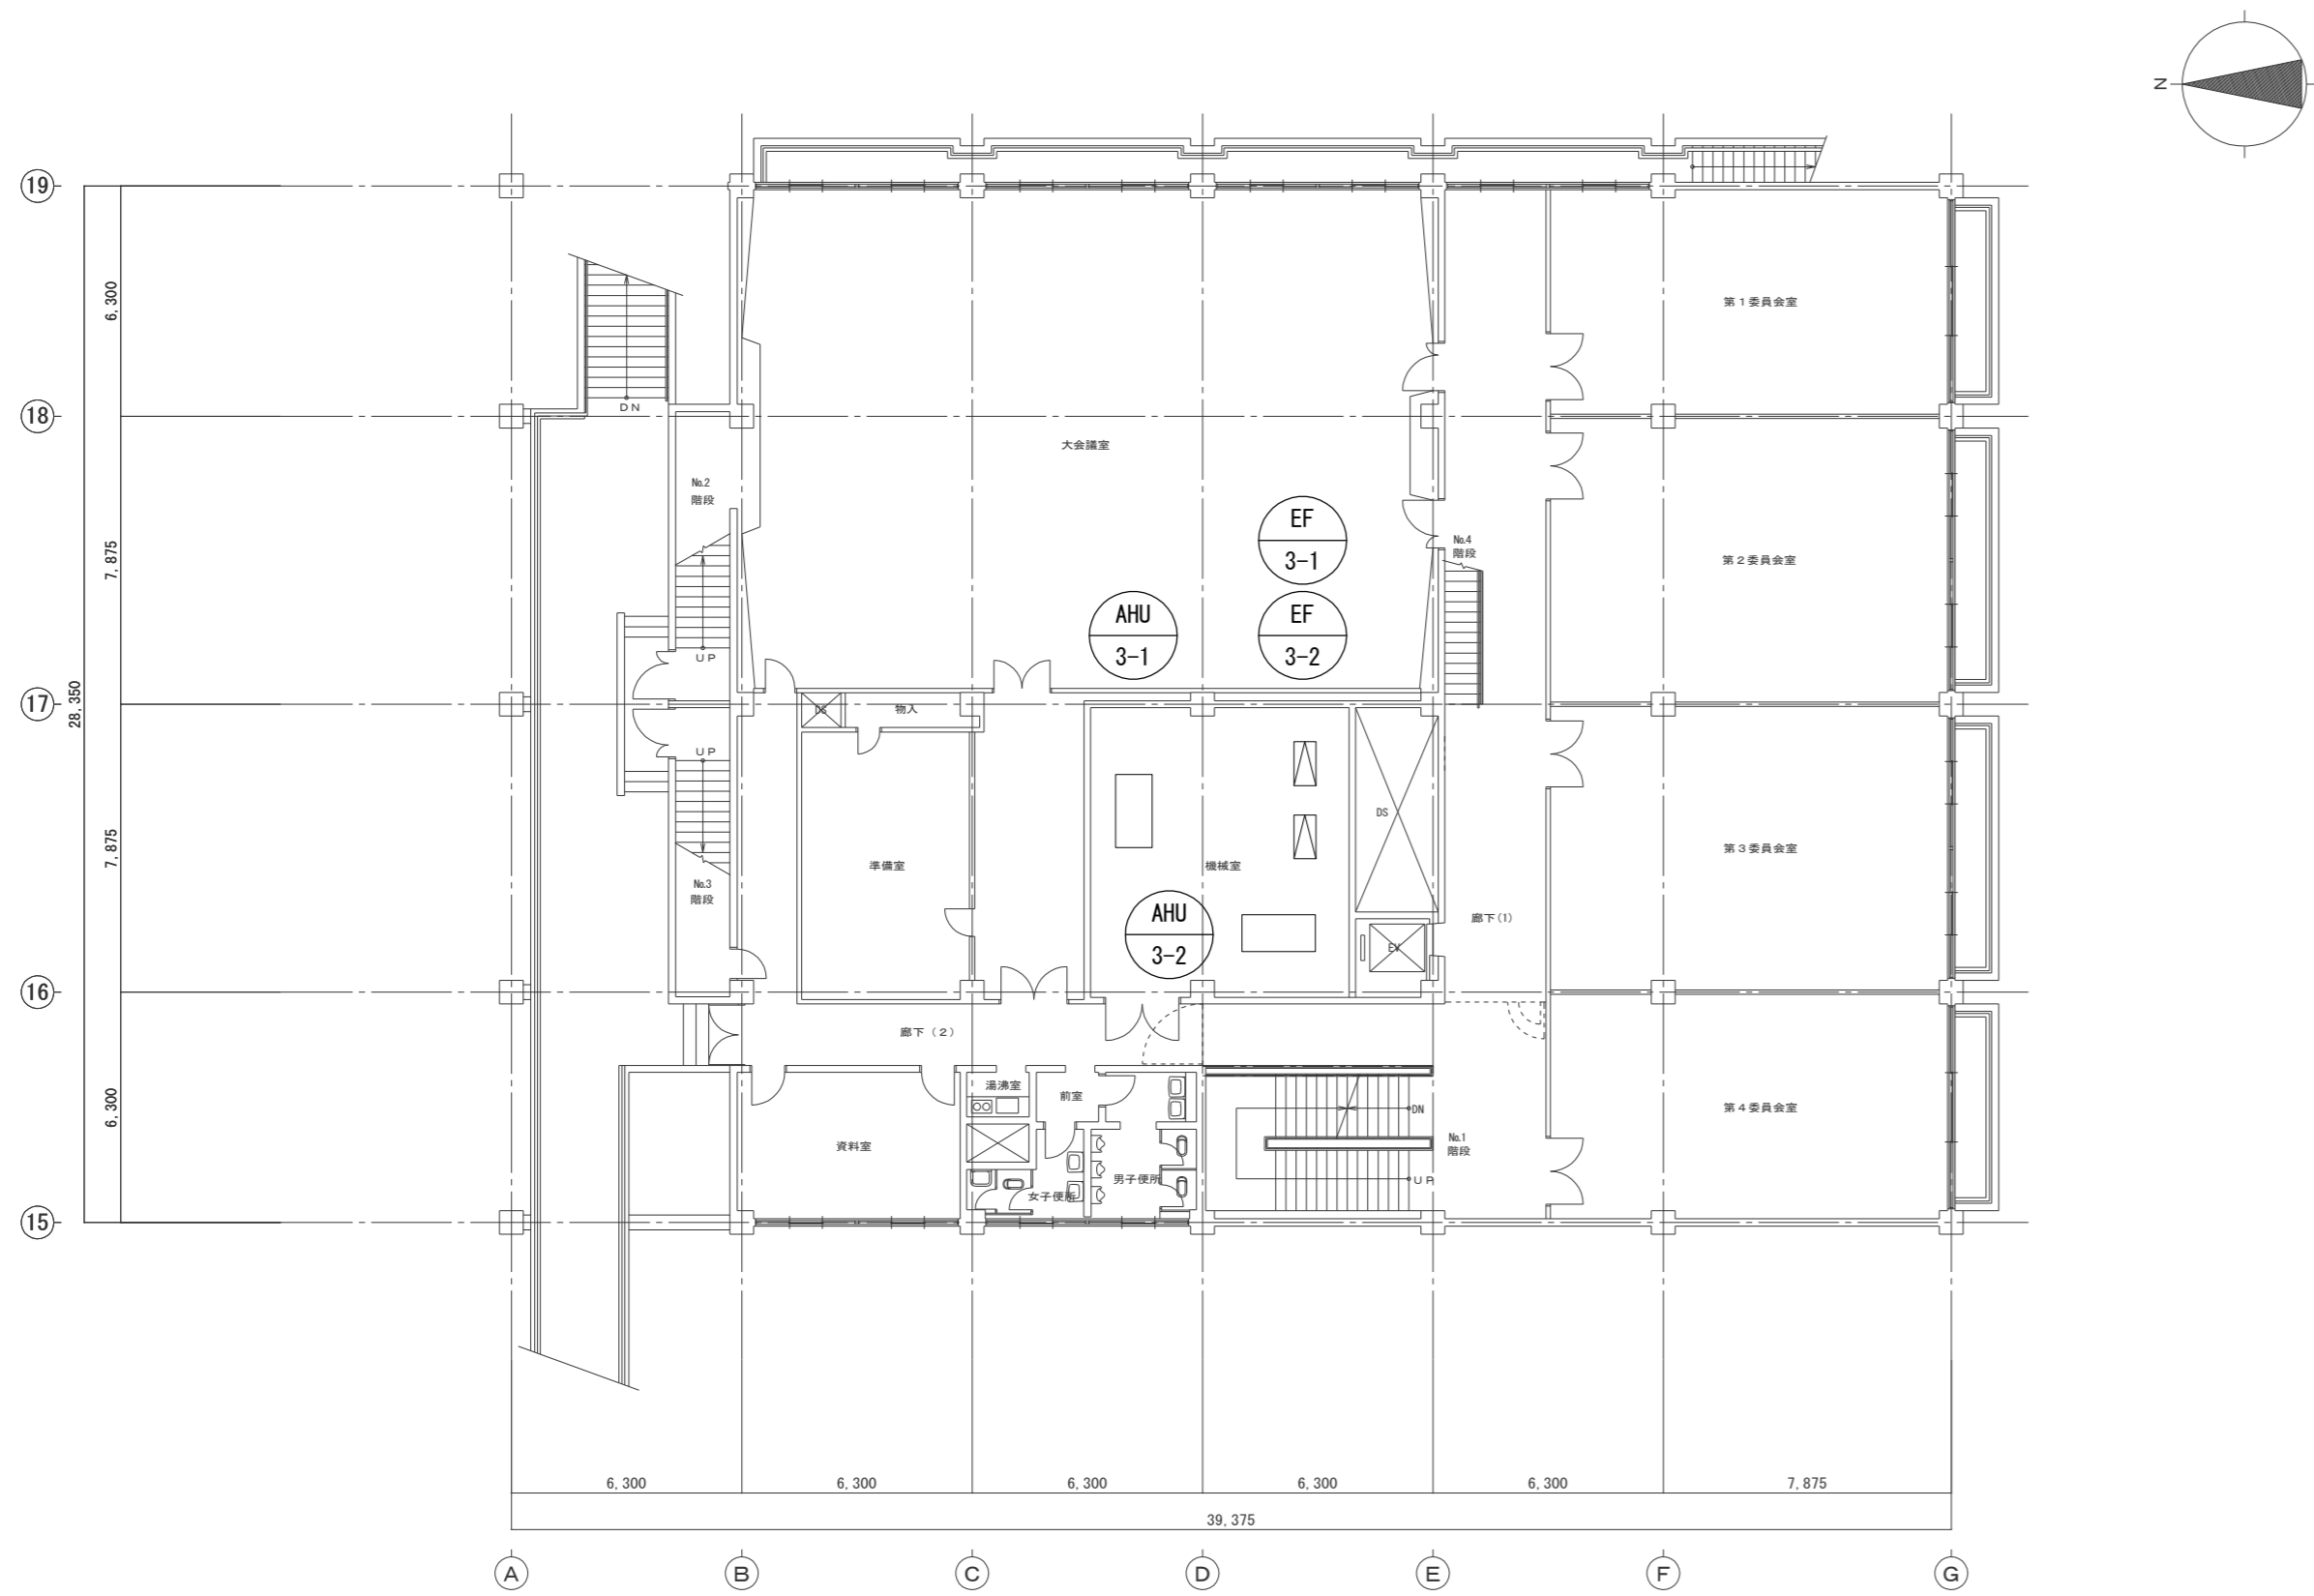 N
19
6,300
第１委員会室
18
DN
大会議室
No.2
階段
EF
3-1
No.4
階段
第２委員会室
7,875
AHU
3-1
EF
3-2
UP
28,350
17
DS
物入
UP
DS
7,875
準備室
機械室
第３委員会室
No.3
階段
AHU
3-2
EV
廊下(1)
16
廊下（２）
湯沸室
前室
6,300
資料室
DN
No.1
階段
第４委員会室
男子便所
女子便所
UP
15
6,300
6,300
6,300
6,300
6,300
7,875
39,375
A
B
C
D
E
F
G